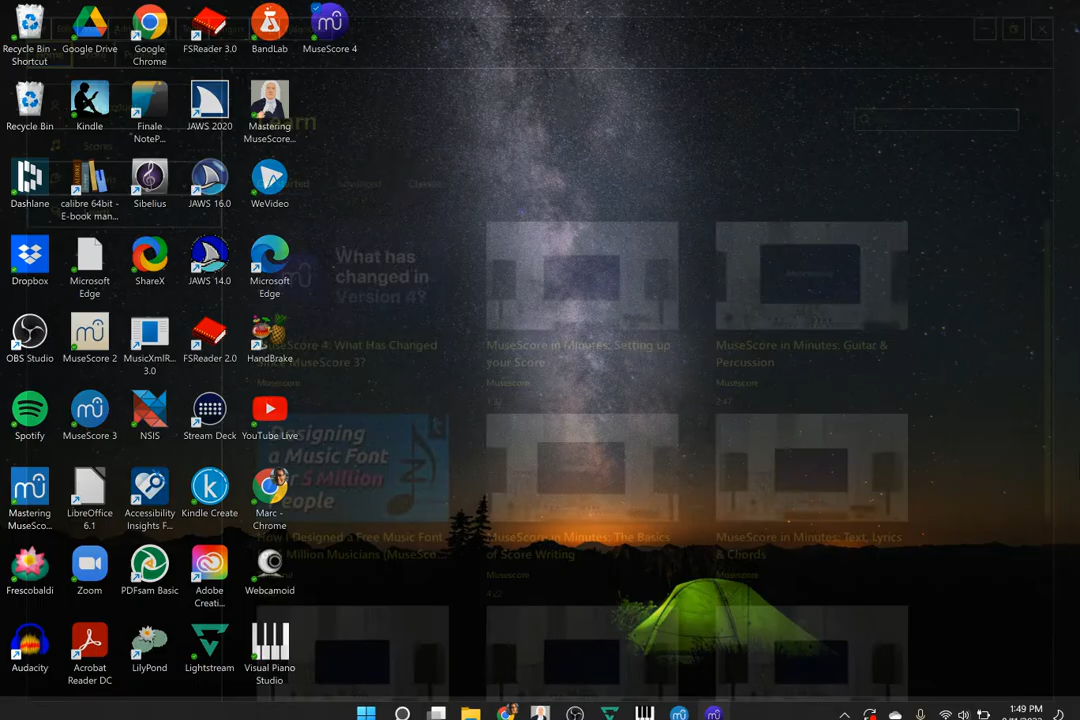 Recycle Bin - Shortcut
Google Drive
Google Chrome
FSReader 3.0
BandLab
MuseScore 4
Recycle Bin
Kindle
Finale NoteP...
JAWS 2020
Mastering MuseScore...
Scores
Dashlane
calibre 64bit - E-book man...
Sibelius
JAWS 16.0
WeVideo
Advanced
Classes
Dropbox
Microsoft Edge
ShareX
JAWS 14.0
Microsoft Edge
What has
changed in
Version 4?
OBS Studio
MuseScore 2
MusicXmlR... 3.0
FSReader 2.0
HandBrake
MuseScore 4: What Has Changed
Since MuseScore 3?
Musescore
MuseScore in Minutes: Setting up
your Score
Musescore
MuseScore in Minutes: Guitar &
Percussion
Musescore
2:47
Spotify
MuseScore 3
NSIS
Stream Deck
YouTube Live
Designing
a Music Font
for 5 Million
People
Mastering MuseSco...
LibreOffice 6.1
Accessibility Insights F...
Kindle Create
Marc - Chrome
How I Designed a Free Music Font
MuseScore in Minutes: The Basics
of Score Writing
Musescore
4:22
MuseScore in Minutes: Text, Lyrics
& Chords
Musescore
Frescobaldi
Zoom
PDFsam Basic
Adobe Creati...
Webcamoid
Audacity
Acrobat Reader DC
LilyPond
Lightstream
Visual Piano Studio
1:49 PM